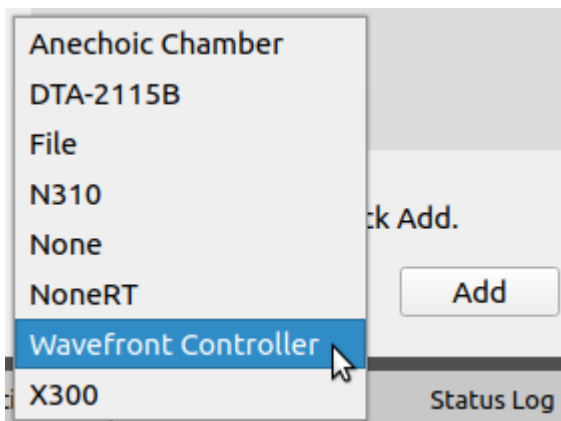 Anechoic Chamber
DTA-2115B
File
N310
None
NoneRT
Wavefront Controller
X300
Add.
Add
Status Log